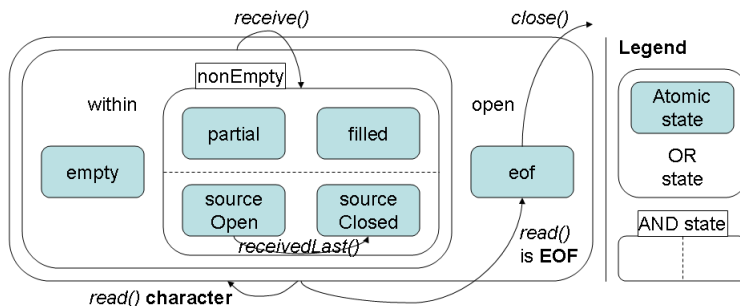 receive()
close()
Legend
nonEmpty
within
open
Atomic
state
partial
filled
empty
eof
OR
state
source
Open
source
Closed
AND state
receivedLast()
read()
is EOF
read() character